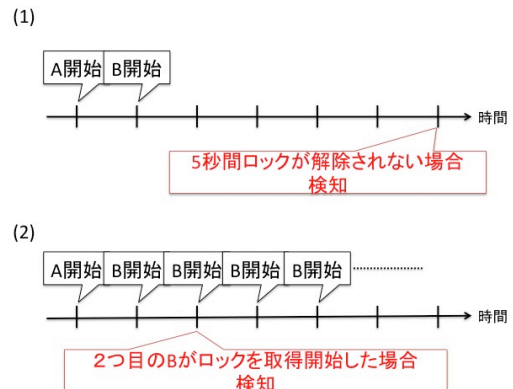 (1)
A開始 B開始
時間
5秒間ロックが解除されない場合
検知
(2)
A開始 B開始 B開始 B開始 B開始
時間
２つ目のBがロックを取得開始した場合
検知